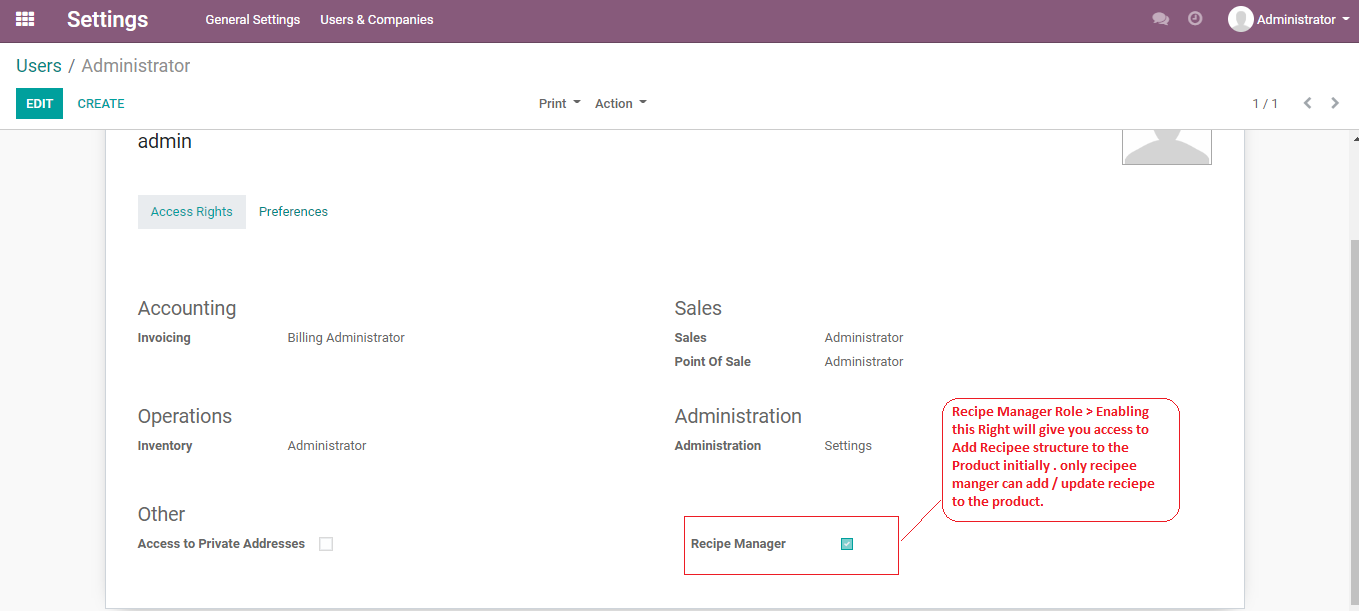 Settings General Settings Users & Companies Administrator
Users / Administrator
EDIT CREATE Print Action 1 / 1
admin
Access Rights Preferences
Accounting
Invoicing Billing Administrator
Sales
Sales Administrator
Point Of Sale Administrator
Operations
Inventory Administrator
Administration
Administration Settings
Recipe Manager Role > Enabling
this Right will give you access to
Add Recipee structure to the
Product initially . only recipee
manger can add / update reciepe
to the product.
Other
Access to Private Addresses
Recipe Manager